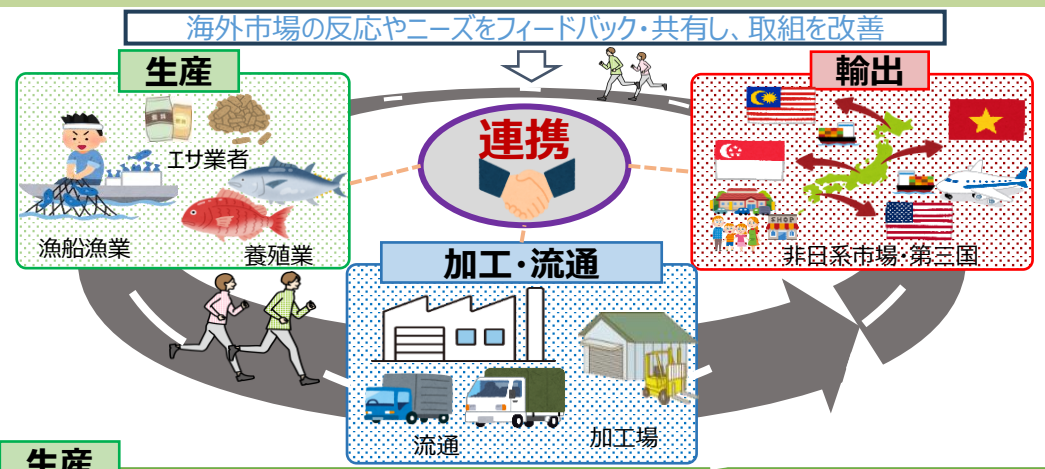 海外市場の反応やニーズをフィードバック・共有し、取組を改善
生産
エサ業者
漁船漁業
養殖業
連携
輸出
SHOP
非日系市場・第三国
加工・流通
流通
加工場
生産